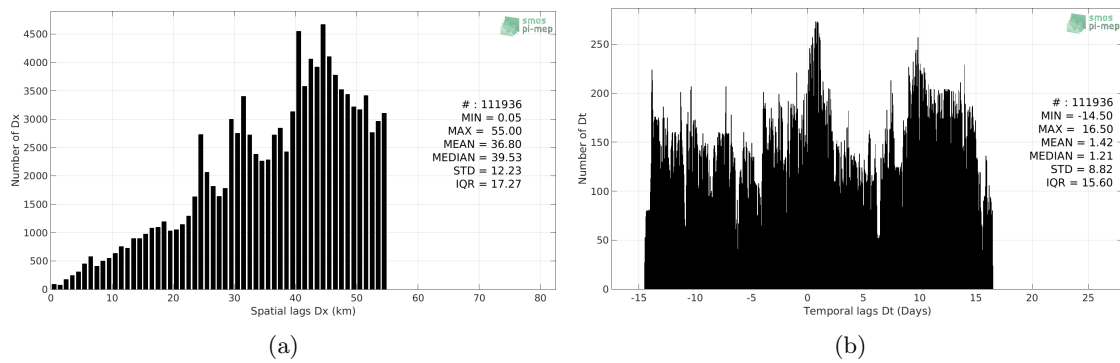 4500
4000
3500
3000
2500
2000
1500
1000
500
0
Number of Dx
0 10 20 30 40 50 60 70 80
Spatial lags Dx (km)
smos
pi-mep
# : 111936
MIN = 0.05
MAX = 55.00
MEAN = 36.80
MEDIAN = 39.53
STD = 12.23
IQR = 17.27
(a)
250
200
150
100
50
0
Number of Dt
-15 -10 -5 0 5 10 15 20 25
Temporal lags Dt (Days)
smos
pi-mep
# : 111936
MIN = -14.50
MAX = 16.50
MEAN = 1.42
MEDIAN = 1.21
STD = 8.82
IQR = 15.60
(b)